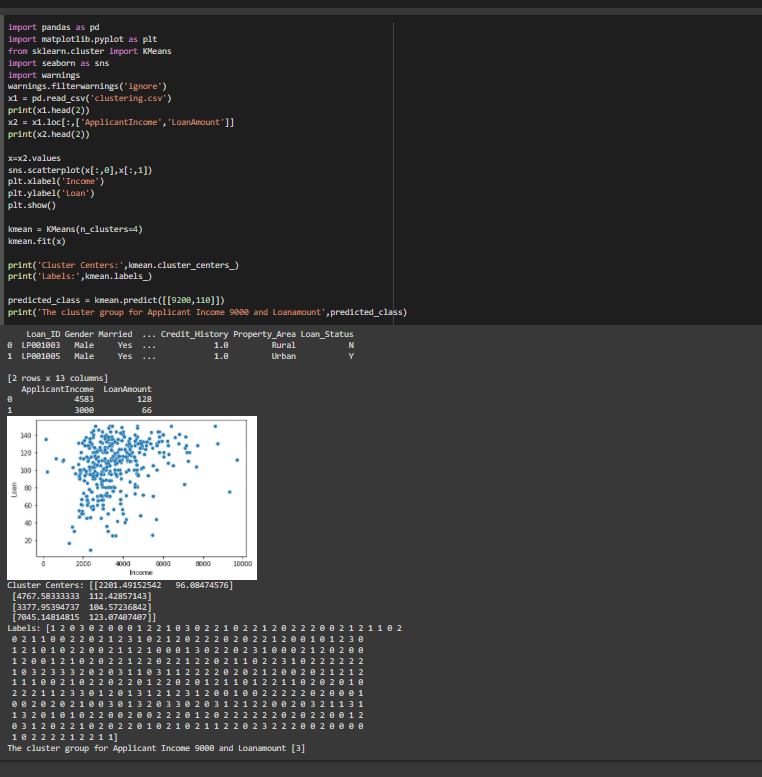 import pandas as pd
import matplotlib.pyplot as plt
from sklearn.cluster import KMeans
import seaborn as sns
import warnings
warnings.filterwarnings('ignore')
x1 = pd.read_csv('clustering.csv')
print(x1.head(2))
x2 = x1.loc[:,['ApplicantIncome','LoanAmount']]
print(x2.head(2))
x=x2.values
sns.scatterplot(x[:,0],x[:,1])
plt.xlabel('Income')
plt.ylabel('Loan')
plt.show()
kmean = KMeans(n_clusters=4)
kmean.fit(x)
print('Cluster Centers:',kmean.cluster_centers_)
print('Labels:',kmean.labels_)
predicted_class = kmean.predict([[9200,110]])
print('The cluster group for Applicant Income 9000 and Loanamount',predicted_class)
Loan_ID Gender Married ... Credit_History Property_Area Loan_Status
0 LP001003 Male Yes ... 1.0 Rural N
1 LP001005 Male Yes ... 1.0 Urban Y
[2 rows x 13 columns]
ApplicantIncome LoanAmount
0 4583 128
1 3000 66
140
120
100
80
60
40
20
Loan
0 2000 4000 6000 8000 10000
Income
Cluster Centers: [[2201.49152542 96.08474576]
[4767.58333333 112.42857143]
[3377.95394737 104.57236842]
[7045.14814815 123.07407407]]
Labels: [1 2 0 3 0 2 0 0 0 1 2 2 1 0 3 0 2 2 1 0 2 2 1 2 0 2 2 2 0 0 2 1 2 1 1 0 2
0 2 1 1 0 0 2 2 0 2 1 2 3 1 0 2 1 2 0 2 2 2 0 2 0 2 2 1 2 0 0 1 0 1 2 3 0
1 2 1 0 1 0 2 2 0 0 2 1 1 2 1 0 0 0 1 3 0 2 2 0 2 3 1 0 0 0 2 1 2 0 2 0 0
1 2 0 0 1 2 1 0 2 0 2 2 1 2 2 0 2 2 1 2 2 0 2 1 1 0 2 2 3 1 0 2 2 2 2 2 2
1 0 3 2 3 3 3 2 0 2 0 3 1 1 0 3 1 1 2 2 2 2 0 2 0 2 1 2 0 0 2 0 2 1 2 1 2
1 1 1 0 0 2 1 0 2 0 2 2 2 0 1 2 2 0 2 0 1 2 1 1 0 1 2 2 1 1 0 2 0 2 0 1 0
2 2 2 1 1 2 3 3 0 1 2 0 1 3 1 2 1 2 3 1 2 0 0 1 0 0 2 2 2 2 2 0 2 0 0 0 1
0 0 2 0 2 0 2 1 0 0 3 0 1 3 2 0 3 3 0 2 0 3 1 2 1 2 2 0 0 2 0 3 2 1 1 3 1
1 3 2 0 1 0 1 0 2 2 0 0 2 0 0 2 2 2 0 1 2 0 2 2 2 2 2 2 0 2 0 2 2 0 0 1 2
0 3 1 2 0 2 2 1 0 2 0 2 2 0 1 0 2 1 0 2 1 1 2 2 0 2 3 2 2 2 0 0 2 0 0 0 0
1 0 2 2 2 2 1 2 2 1 1]
The cluster group for Applicant Income 9000 and Loanamount [3]